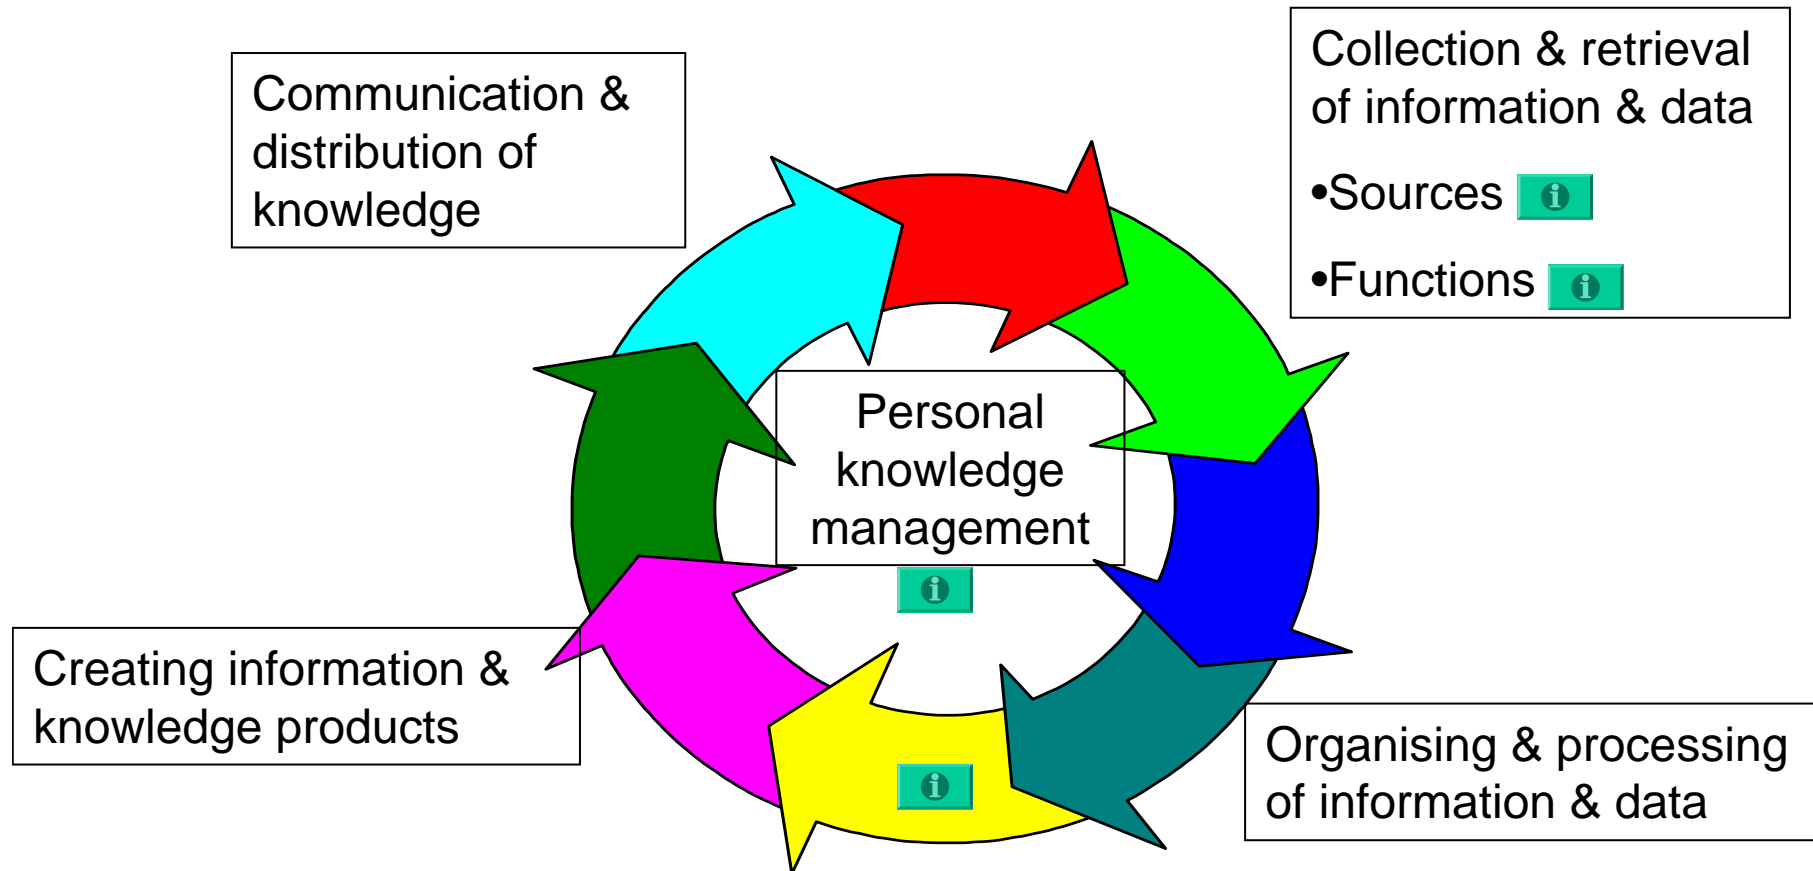 Communication &
distribution of
knowledge
Collection & retrieval
of information & data
•Sources
•Functions
Personal
knowledge
management
Creating information &
knowledge products
Organising & processing
of information & data